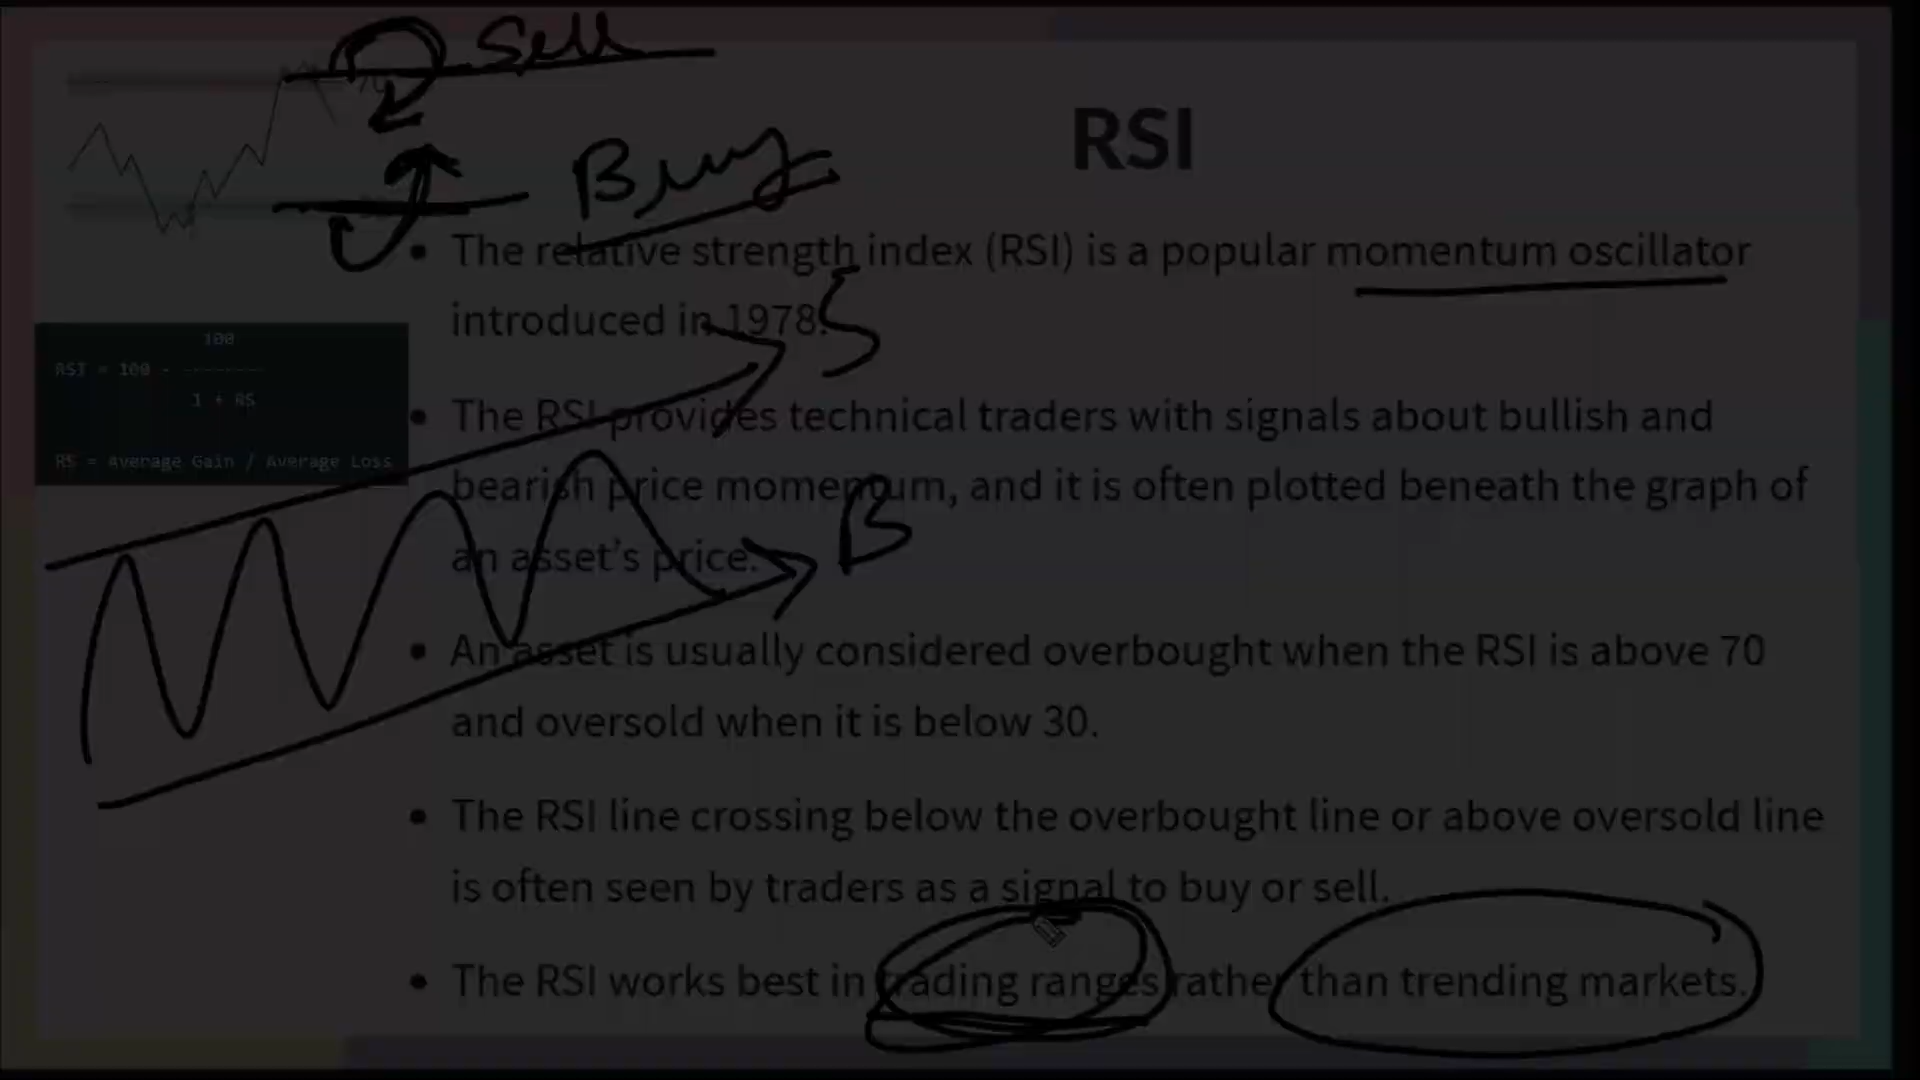 Sell
70
Buy
RSI
• The relative strength index (RSI) is a popular momentum oscillator
introduced in 1978.
S
100
RSI = 100 - --------
1 + RS
RS = Average Gain / Average Loss
• The RSI provides technical traders with signals about bullish and
bearish price momentum, and it is often plotted beneath the graph of
an asset's price.
B
• An asset is usually considered overbought when the RSI is above 70
and oversold when it is below 30.
• The RSI line crossing below the overbought line or above oversold line
is often seen by traders as a signal to buy or sell.
• The RSI works best in trading ranges rather than trending markets.